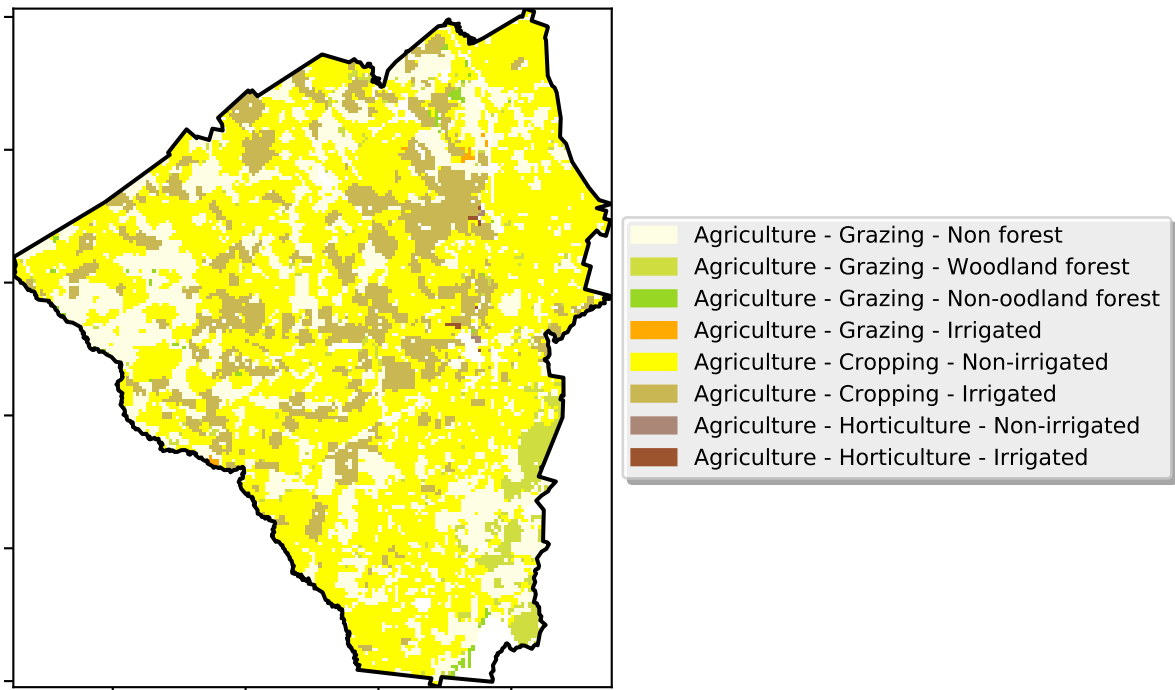 Agriculture - Grazing - Non forest
Agriculture - Grazing - Woodland forest
Agriculture - Grazing - Non-oodland forest
Agriculture - Grazing - Irrigated
Agriculture - Cropping - Non-irrigated
Agriculture - Cropping - Irrigated
Agriculture - Horticulture - Non-irrigated
Agriculture - Horticulture - Irrigated